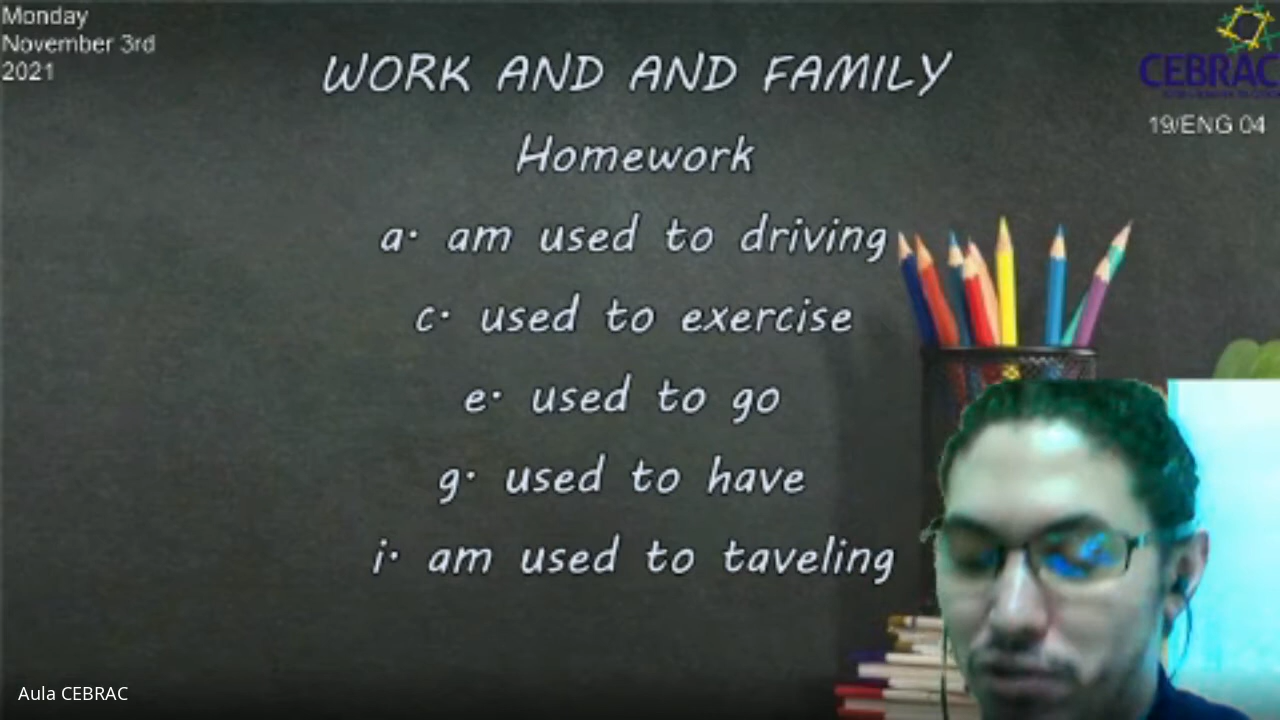 Monday
November 3rd
2021
WORK AND AND FAMILY
CEBRAC
19/ENG 04
Homework
a· am used to driving
c· used to exercise
e· used to go
g· used to have
i· am used to taveling
Aula CEBRAC